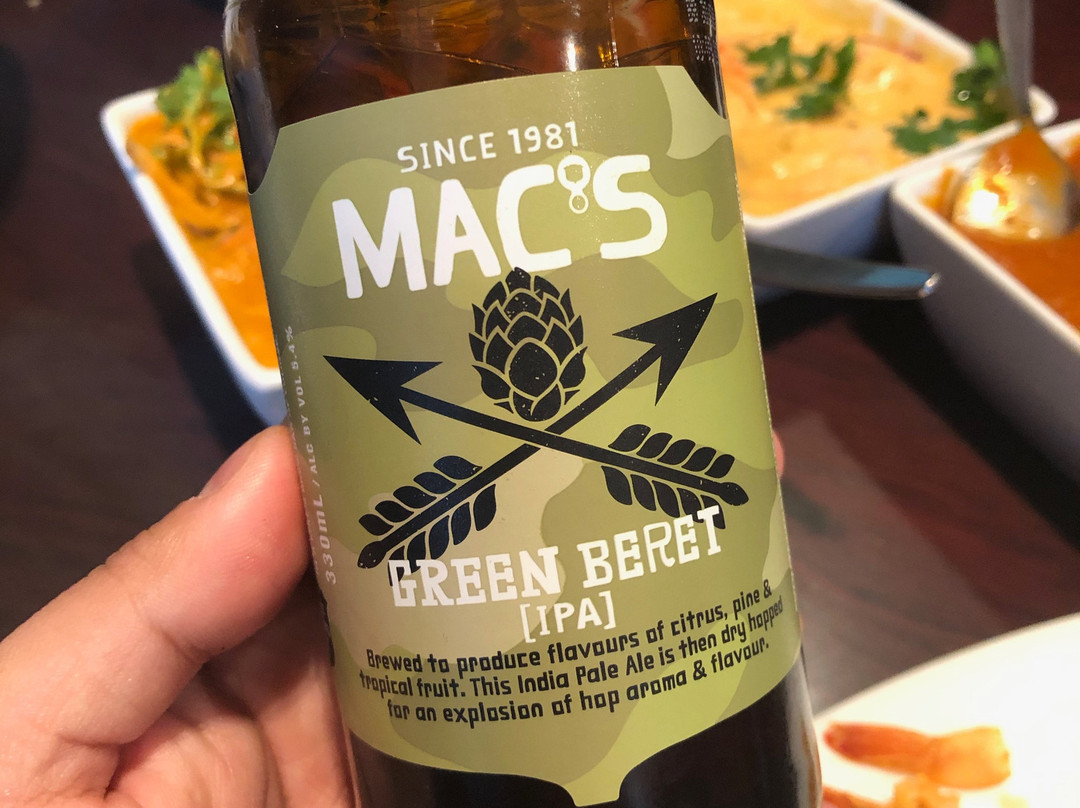 SINCE 1981
MAC'S
GREEN BERET
[IPA]
Brewed to produce flavours of citrus, pine &
tropical fruit. This India Pale Ale is then dry hopped
for an explosion of hop aroma & flavour.
330mL / ALC BY VOL 5.4%